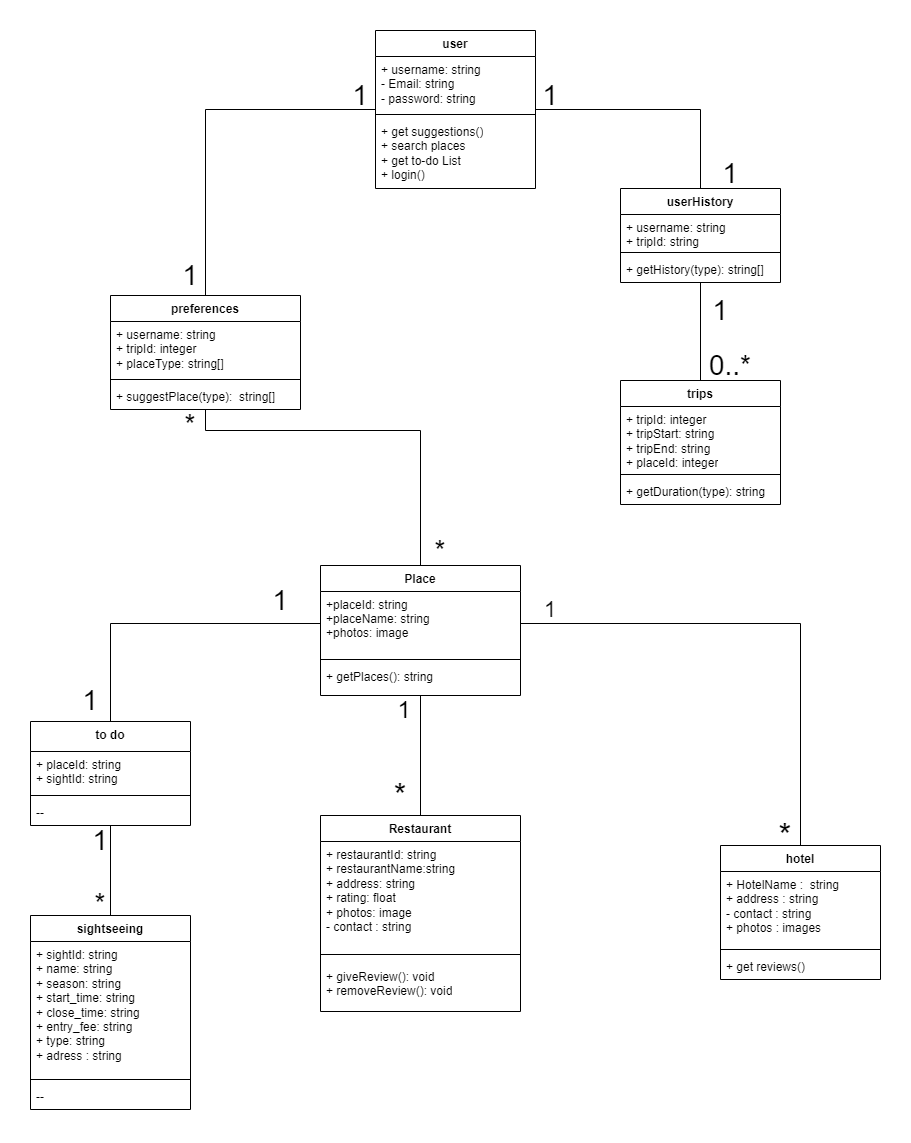 user
+ username: string
- Email: string
- password: string
+ get suggestions()
+ search places
+ get to-do List
+ login()
1
1
1
userHistory
+ username: string
+ tripId: string
+ getHistory(type): string[]
1
preferences
+ username: string
+ tripId: integer
+ placeType: string[]
+ suggestPlace(type):  string[]
*
1
0..*
trips
+ tripId: integer
+ tripStart: string
+ tripEnd: string
+ placeId: integer
+ getDuration(type): string
*
Place
+placeId: string
+placeName: string
+photos: image
+ getPlaces(): string
1
1
1
1
to do
+ placeId: string
+ sightId: string
--
1
*
sightseeing
+ sightId: string
+ name: string
+ season: string
+ start_time: string
+ close_time: string
+ entry_fee: string
+ type: string
+ adress : string
--
*
Restaurant
+ restaurantId: string
+ restaurantName:string
+ address: string
+ rating: float
+ photos: image
- contact : string
+ giveReview(): void
+ removeReview(): void
*
hotel
+ HotelName :  string
+ address : string
- contact : string
+ photos : images
+ get reviews()